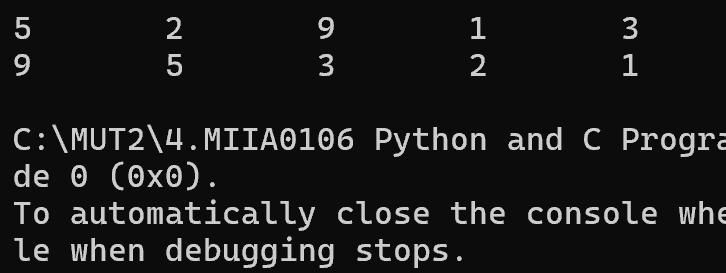 5 2 9 1 3
9 5 3 2 1
C:\MUT2\4.MIIA0106 Python and C Progra
de 0 (0x0).
To automatically close the console whe
le when debugging stops.